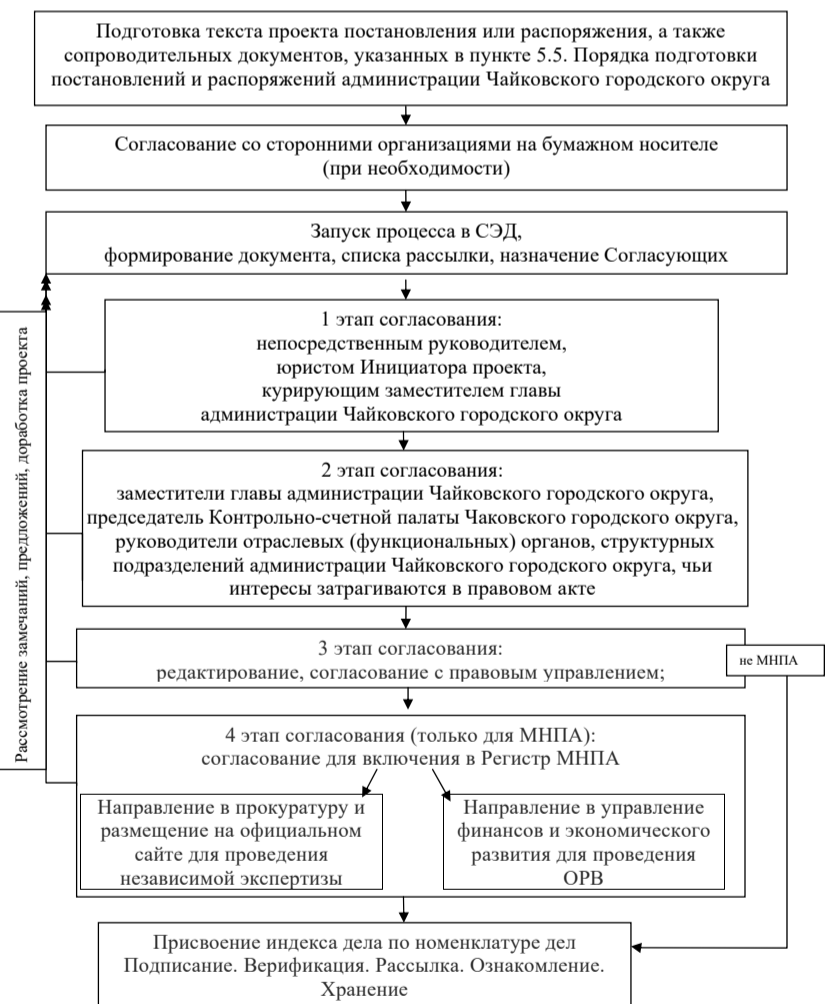 Подготовка текста проекта постановления или распоряжения, а также
сопроводительных документов, указанных в пункте 5.5. Порядка подготовки
постановлений и распоряжений администрации Чайковского городского округа
Согласование со сторонними организациями на бумажном носителе
(при необходимости)
Запуск процесса в СЭД,
формирование документа, списка рассылки, назначение Согласующих
Рассмотрение замечаний, предложений, доработка проекта
1 этап согласования:
непосредственным руководителем,
юристом Инициатора проекта,
курирующим заместителем главы
администрации Чайковского городского округа
2 этап согласования:
заместители главы администрации Чайковского городского округа,
председатель Контрольно-счетной палаты Чаковского городского округа,
руководители отраслевых (функциональных) органов, структурных
подразделений администрации Чайковского городского округа, чьи
интересы затрагиваются в правовом акте
3 этап согласования:
редактирование, согласование с правовым управлением;
не МНПА
4 этап согласования (только для МНПА):
согласование для включения в Регистр МНПА
Направление в прокуратуру и
размещение на официальном
сайте для проведения
независимой экспертизы
Направление в управление
финансов и экономического
развития для проведения
ОРВ
Присвоение индекса дела по номенклатуре дел
Подписание. Верификация. Рассылка. Ознакомление.
Хранение